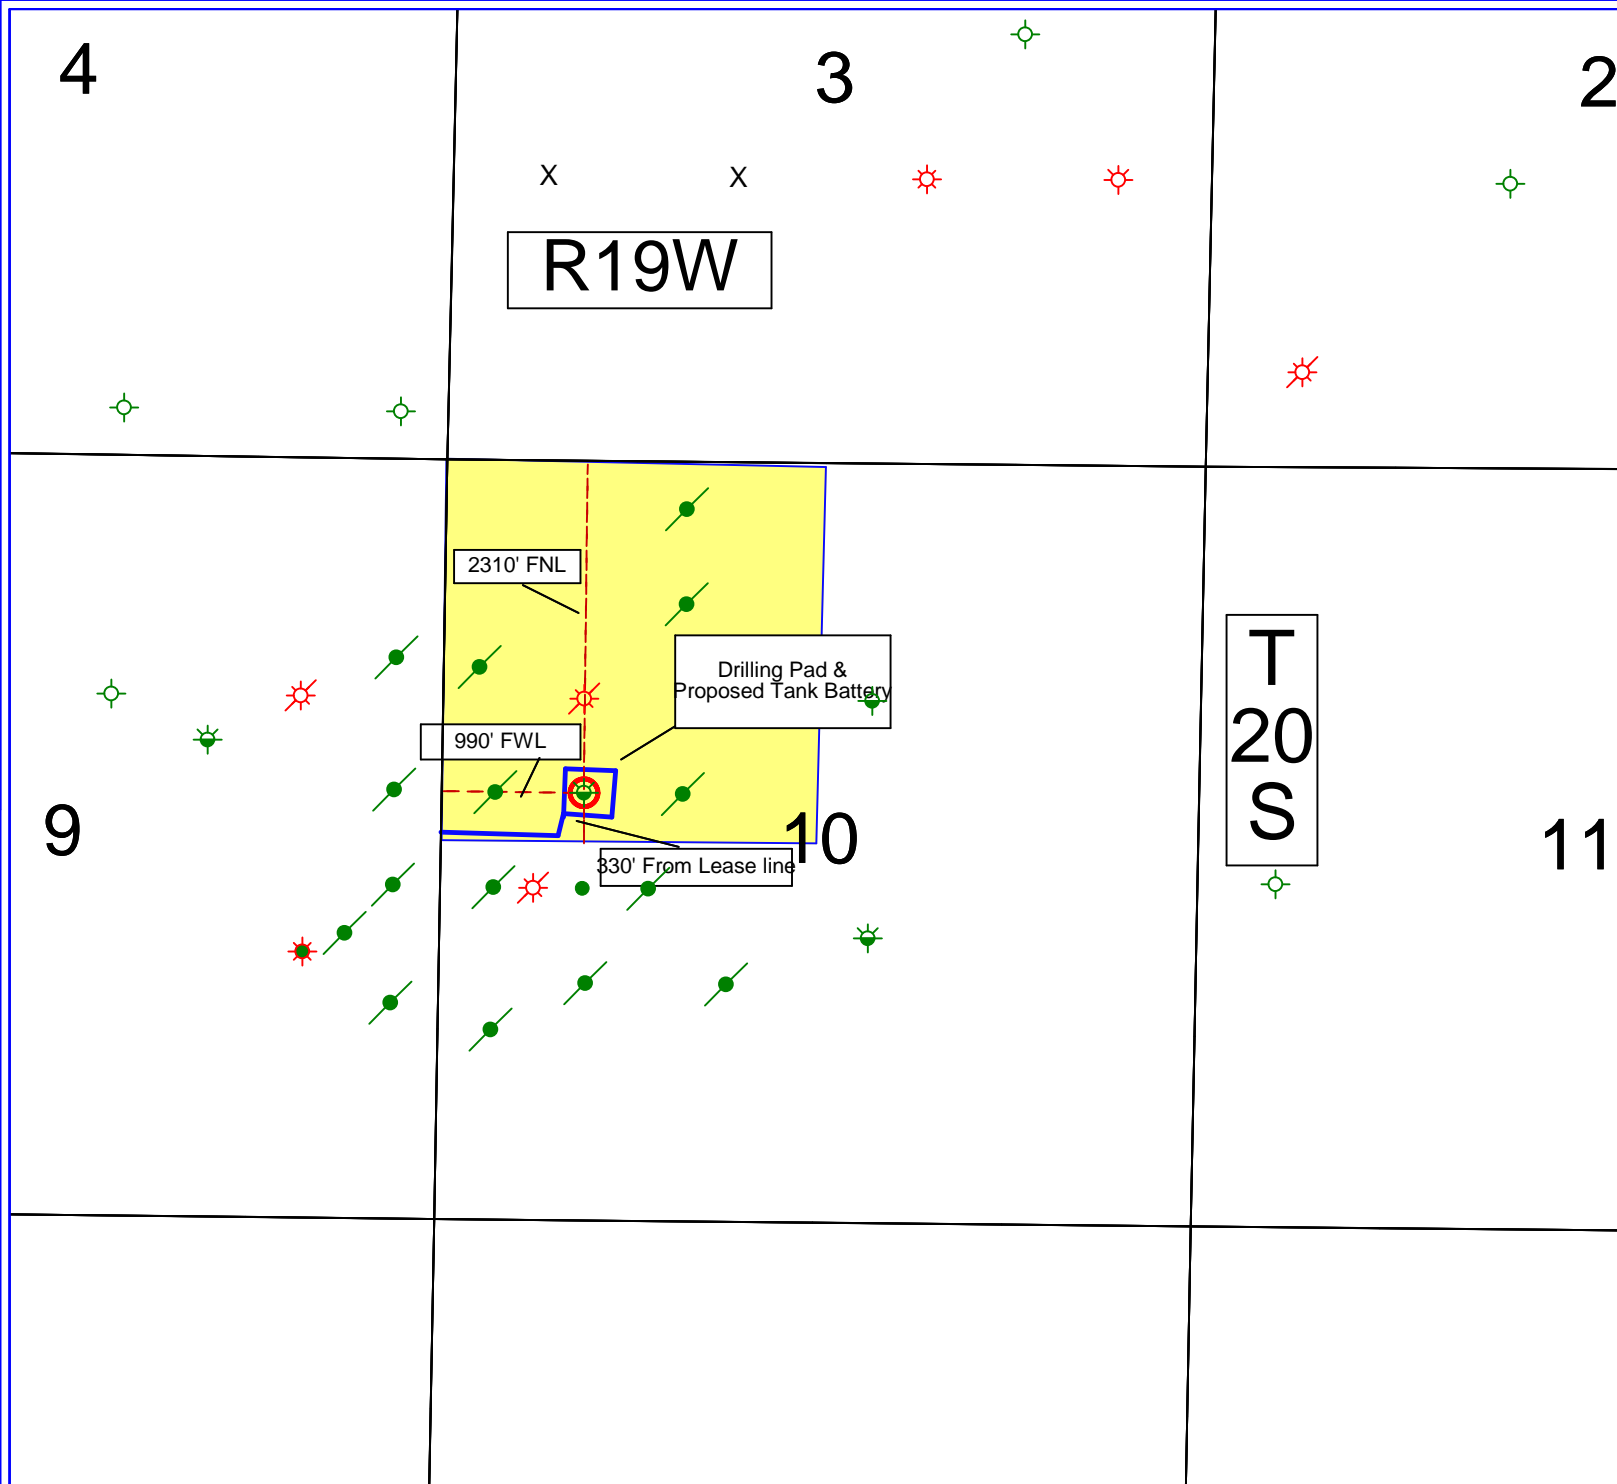 4
3
2
X
X
R19W
2310' FNL
T
20
S
Drilling Pad &
Proposed Tank Battery
990' FWL
9
10
11
330' From Lease line